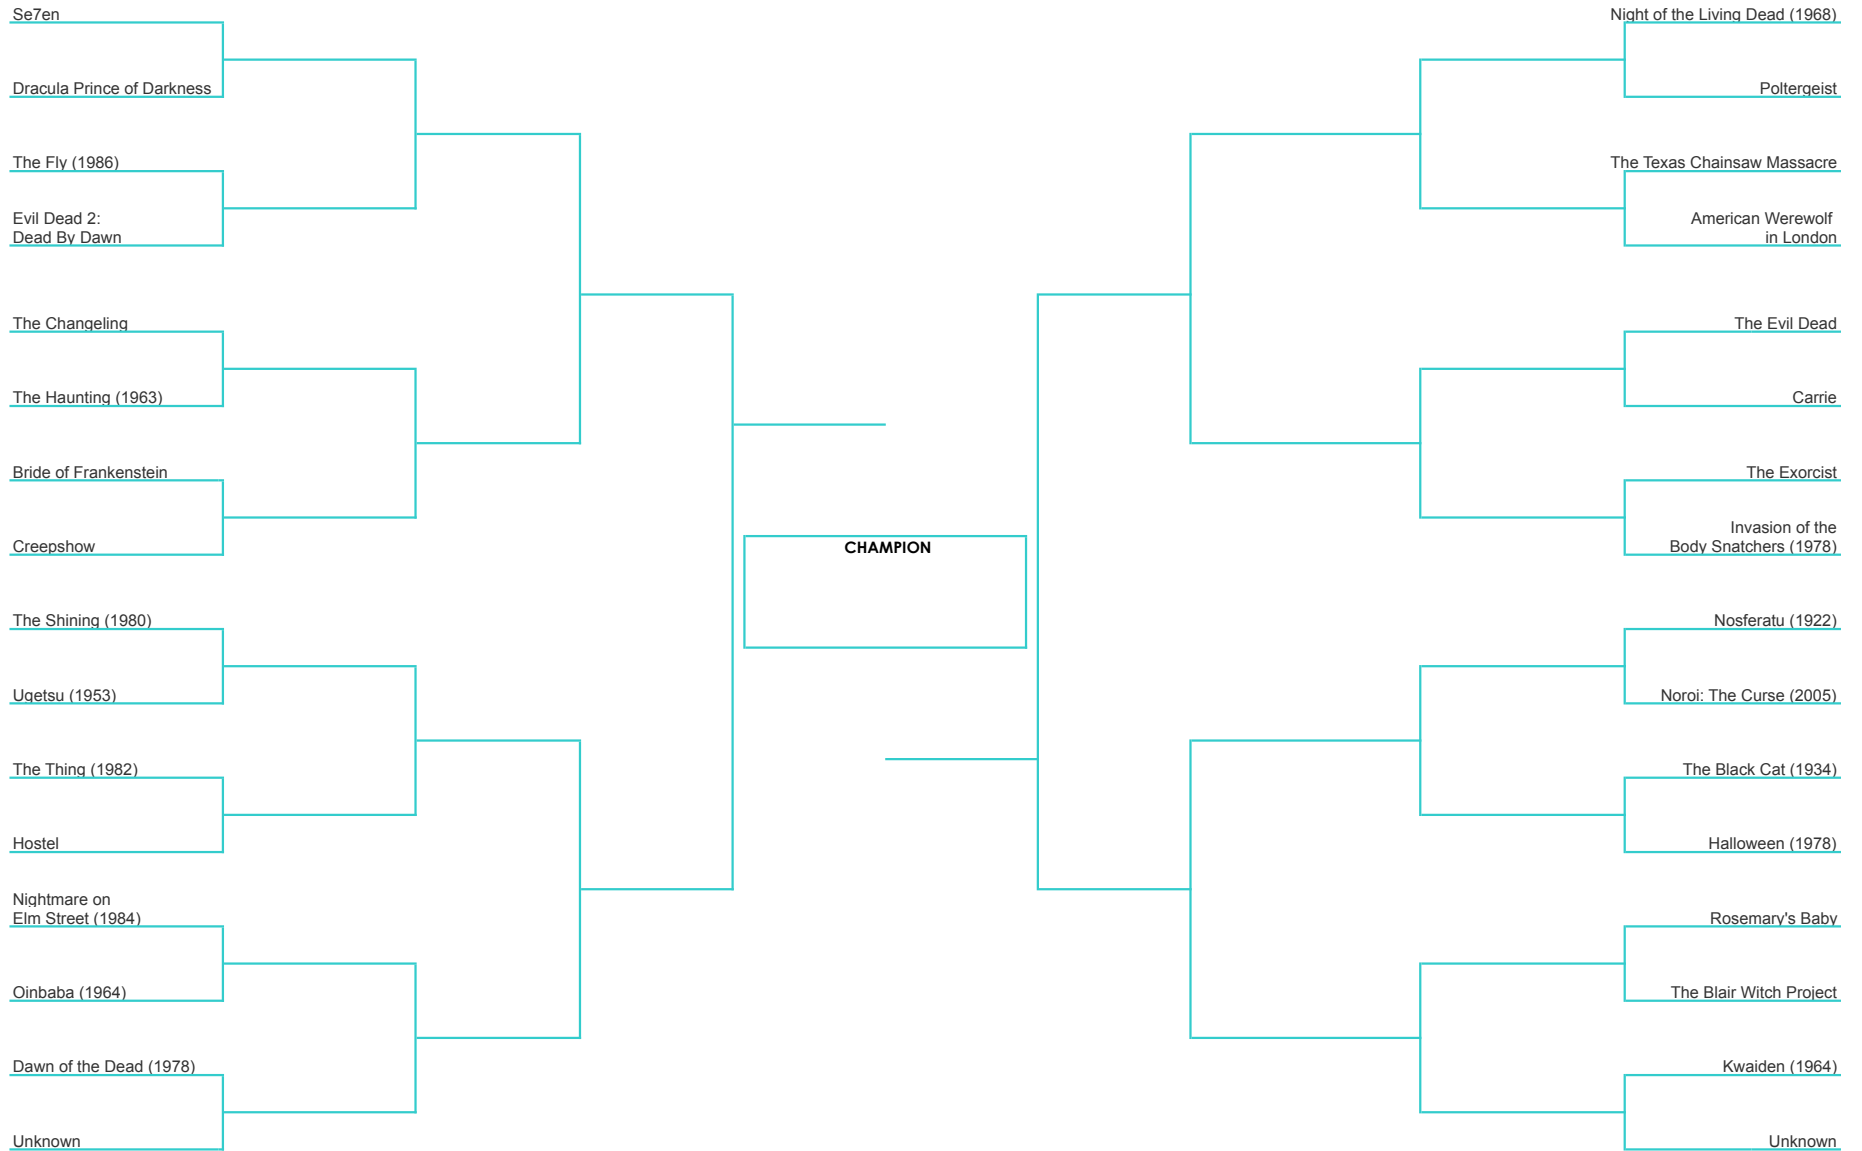 Se7en
Dracula Prince of Darkness
The Fly (1986)
Evil Dead 2:
Dead By Dawn
The Changeling
The Haunting (1963)
Bride of Frankenstein
Creepshow
The Shining (1980)
Ugetsu (1953)
The Thing (1982)
Hostel
Nightmare on
Elm Street (1984)
Oinbaba (1964)
Dawn of the Dead (1978)
Unknown
CHAMPION
Night of the Living Dead (1968)
Poltergeist
The Texas Chainsaw Massacre
American Werewolf
in London
The Evil Dead
Carrie
The Exorcist
Invasion of the
Body Snatchers (1978)
Nosferatu (1922)
Noroi: The Curse (2005)
The Black Cat (1934)
Halloween (1978)
Rosemary's Baby
The Blair Witch Project
Kwaiden (1964)
Unknown